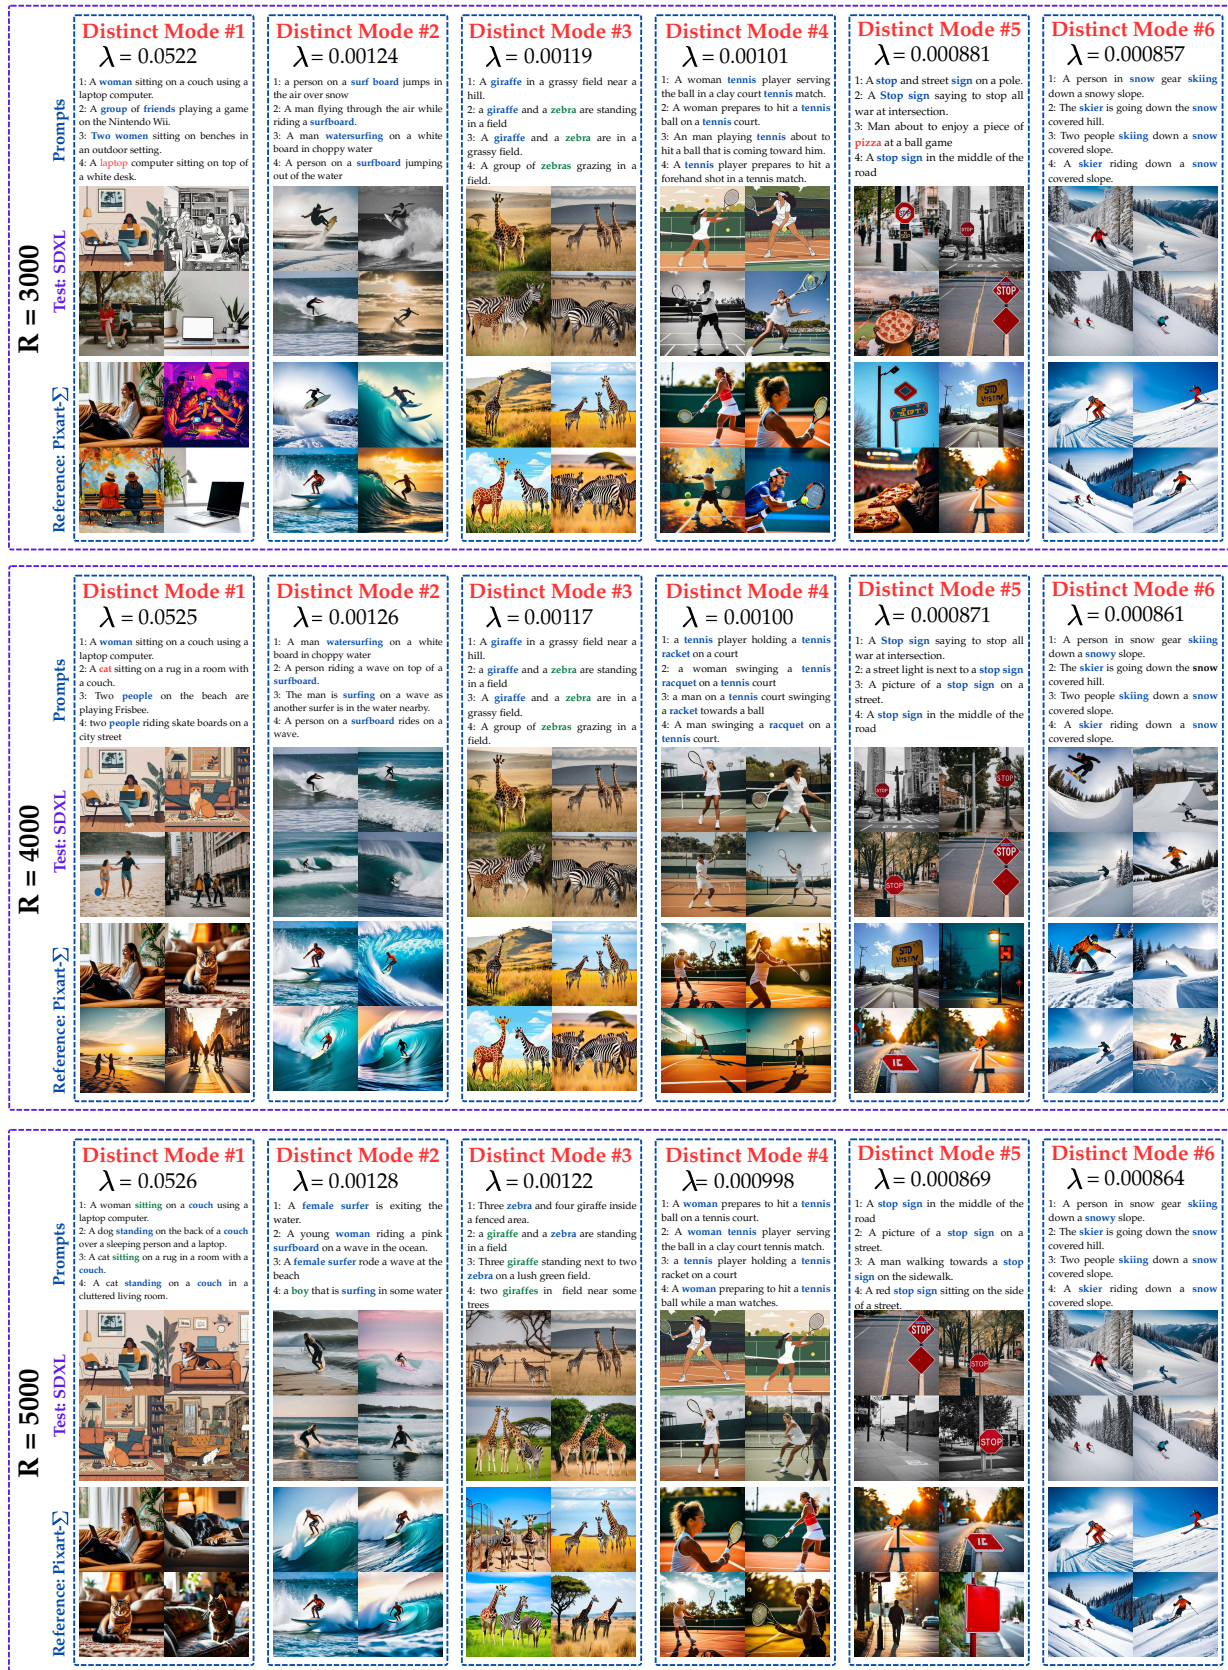 R = 3000
Prompts
Test: SDXL
Reference: Pixart-∑
Distinct Mode #1
λ = 0.0522
1: A woman sitting on a couch using a
laptop computer.
2: A group of friends playing a game
on the Nintendo Wii.
3: Two women sitting on benches in
an outdoor setting.
4: A laptop computer sitting on top of
a white desk.
Distinct Mode #2
λ = 0.00124
1: a person on a surf board jumps in
the air over snow
2: A man flying through the air while
riding a surfboard.
3: A man watersurfing on a white
board in choppy water
4: A person on a surfboard jumping
out of the water
Distinct Mode #3
λ = 0.00119
1: A giraffe in a grassy field near a
hill.
2: a giraffe and a zebra are standing
in a field
3: A giraffe and a zebra are in a
grassy field.
4: A group of zebras grazing in a
field.
Distinct Mode #4
λ = 0.00101
1: A woman tennis player serving
the ball in a clay court tennis match.
2: A woman prepares to hit a tennis
ball on a tennis court.
3: An man playing tennis about to
hit a ball that is coming toward him.
4: A tennis player prepares to hit a
forehand shot in a tennis match.
Distinct Mode #5
λ = 0.000881
1: A stop and street sign on a pole.
2: A Stop sign saying to stop all
war at intersection.
3: Man about to enjoy a piece of
pizza at a ball game
4: A stop sign in the middle of the
road
STOP
STOP
Distinct Mode #6
λ = 0.000857
1: A person in snow gear skiing
down a snowy slope.
2: The skier is going down the snow
covered hill.
3: Two people skiing down a snow
covered slope.
4: A skier riding down a snow
covered slope.
R = 4000
Prompts
Test: SDXL
Reference: Pixart-∑
Distinct Mode #1
λ = 0.0525
1: A woman sitting on a couch using a
laptop computer.
2: A cat sitting on a rug in a room with
a couch.
3: Two people on the beach are
playing Frisbee.
4: two people riding skate boards on a
city street
Distinct Mode #2
λ = 0.00126
1: A man watersurfing on a white
board in choppy water
2: A person riding a wave on top of a
surfboard.
3: The man is surfing on a wave as
another surfer is in the water nearby.
4: A person on a surfboard rides on a
wave.
Distinct Mode #3
λ = 0.00117
1: A giraffe in a grassy field near a
hill.
2: a giraffe and a zebra are standing
in a field
3: A giraffe and a zebra are in a
grassy field.
4: A group of zebras grazing in a
field.
Distinct Mode #4
λ = 0.00100
1: a tennis player holding a tennis
racket on a court
2: a woman swinging a tennis
racquet on a tennis court
3: a man on a tennis court swinging
a racket towards a ball
4: A man swinging a racquet on a
tennis court.
Distinct Mode #5
λ = 0.000871
1: A Stop sign saying to stop all
war at intersection.
2: a street light is next to a stop sign
3: A picture of a stop sign on a
street.
4: A stop sign in the middle of the
road
STOP
STOP
STOP
STOP
Distinct Mode #6
λ = 0.000861
1: A person in snow gear skiing
down a snowy slope.
2: The skier is going down the snow
covered hill.
3: Two people skiing down a snow
covered slope.
4: A skier riding down a snow
covered slope.
R = 5000
Prompts
Test: SDXL
Reference: Pixart-∑
Distinct Mode #1
λ = 0.0526
1: A woman sitting on a couch using a
laptop computer.
2: A dog standing on the back of a couch
over a sleeping person and a laptop.
3: A cat sitting on a rug in a room with a
couch.
4: A cat standing on a couch in a
cluttered living room.
Distinct Mode #2
λ = 0.00128
1: A female surfer is exiting the
water.
2: A young woman riding a pink
surfboard on a wave in the ocean.
3: A female surfer rode a wave at the
beach
4: a boy that is surfing in some water
Distinct Mode #3
λ = 0.00122
1: Three zebra and four giraffe inside
a fenced area.
2: a giraffe and a zebra are standing
in a field
3: Three giraffe standing next to two
zebra on a lush green field.
4: two giraffes in field near some
trees
Distinct Mode #4
λ= 0.000998
1: A woman prepares to hit a tennis
ball on a tennis court.
2: A woman tennis player serving
the ball in a clay court tennis match.
3: a tennis player holding a tennis
racket on a court
4: A woman preparing to hit a tennis
ball while a man watches.
Distinct Mode #5
λ = 0.000869
1: A stop sign in the middle of the
road
2: A picture of a stop sign on a
street.
3: A man walking towards a stop
sign on the sidewalk.
4: A red stop sign sitting on the side
of a street.
STOP
STOP
STOP
Distinct Mode #6
λ = 0.000864
1: A person in snow gear skiing
down a snowy slope.
2: The skier is going down the snow
covered hill.
3: Two people skiing down a snow
covered slope.
4: A skier riding down a snow
covered slope.